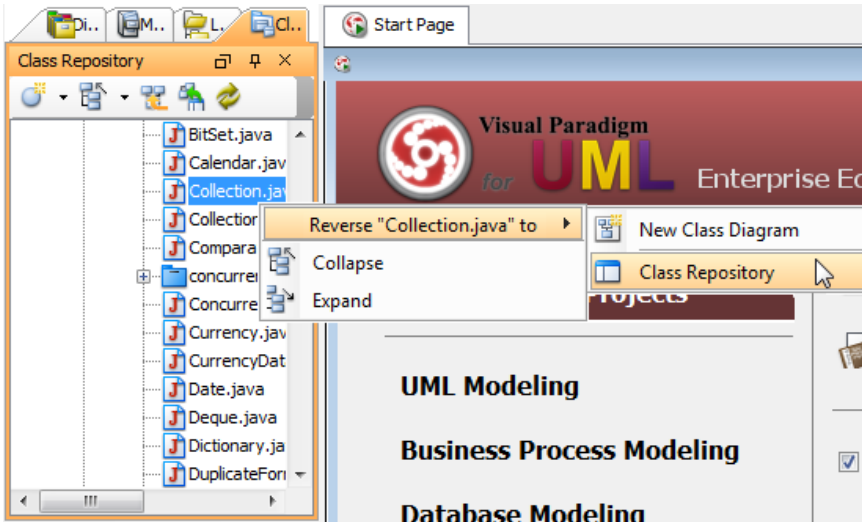 Di..
M..
L.
Cl..
Start Page
Class Repository
BitSet.java
Calendar.jav
Collection.jav
Collection
Compara
concurre
Concurre
Currency.jav
CurrencyDat
Date.java
Deque.java
Dictionary.ja
DuplicateFor
Reverse "Collection.java" to
Collapse
Expand
New Class Diagram
Class Repository
Visual Paradigm
for UML Enterprise Ed
Projects
UML Modeling
Business Process Modeling
Database Modeling